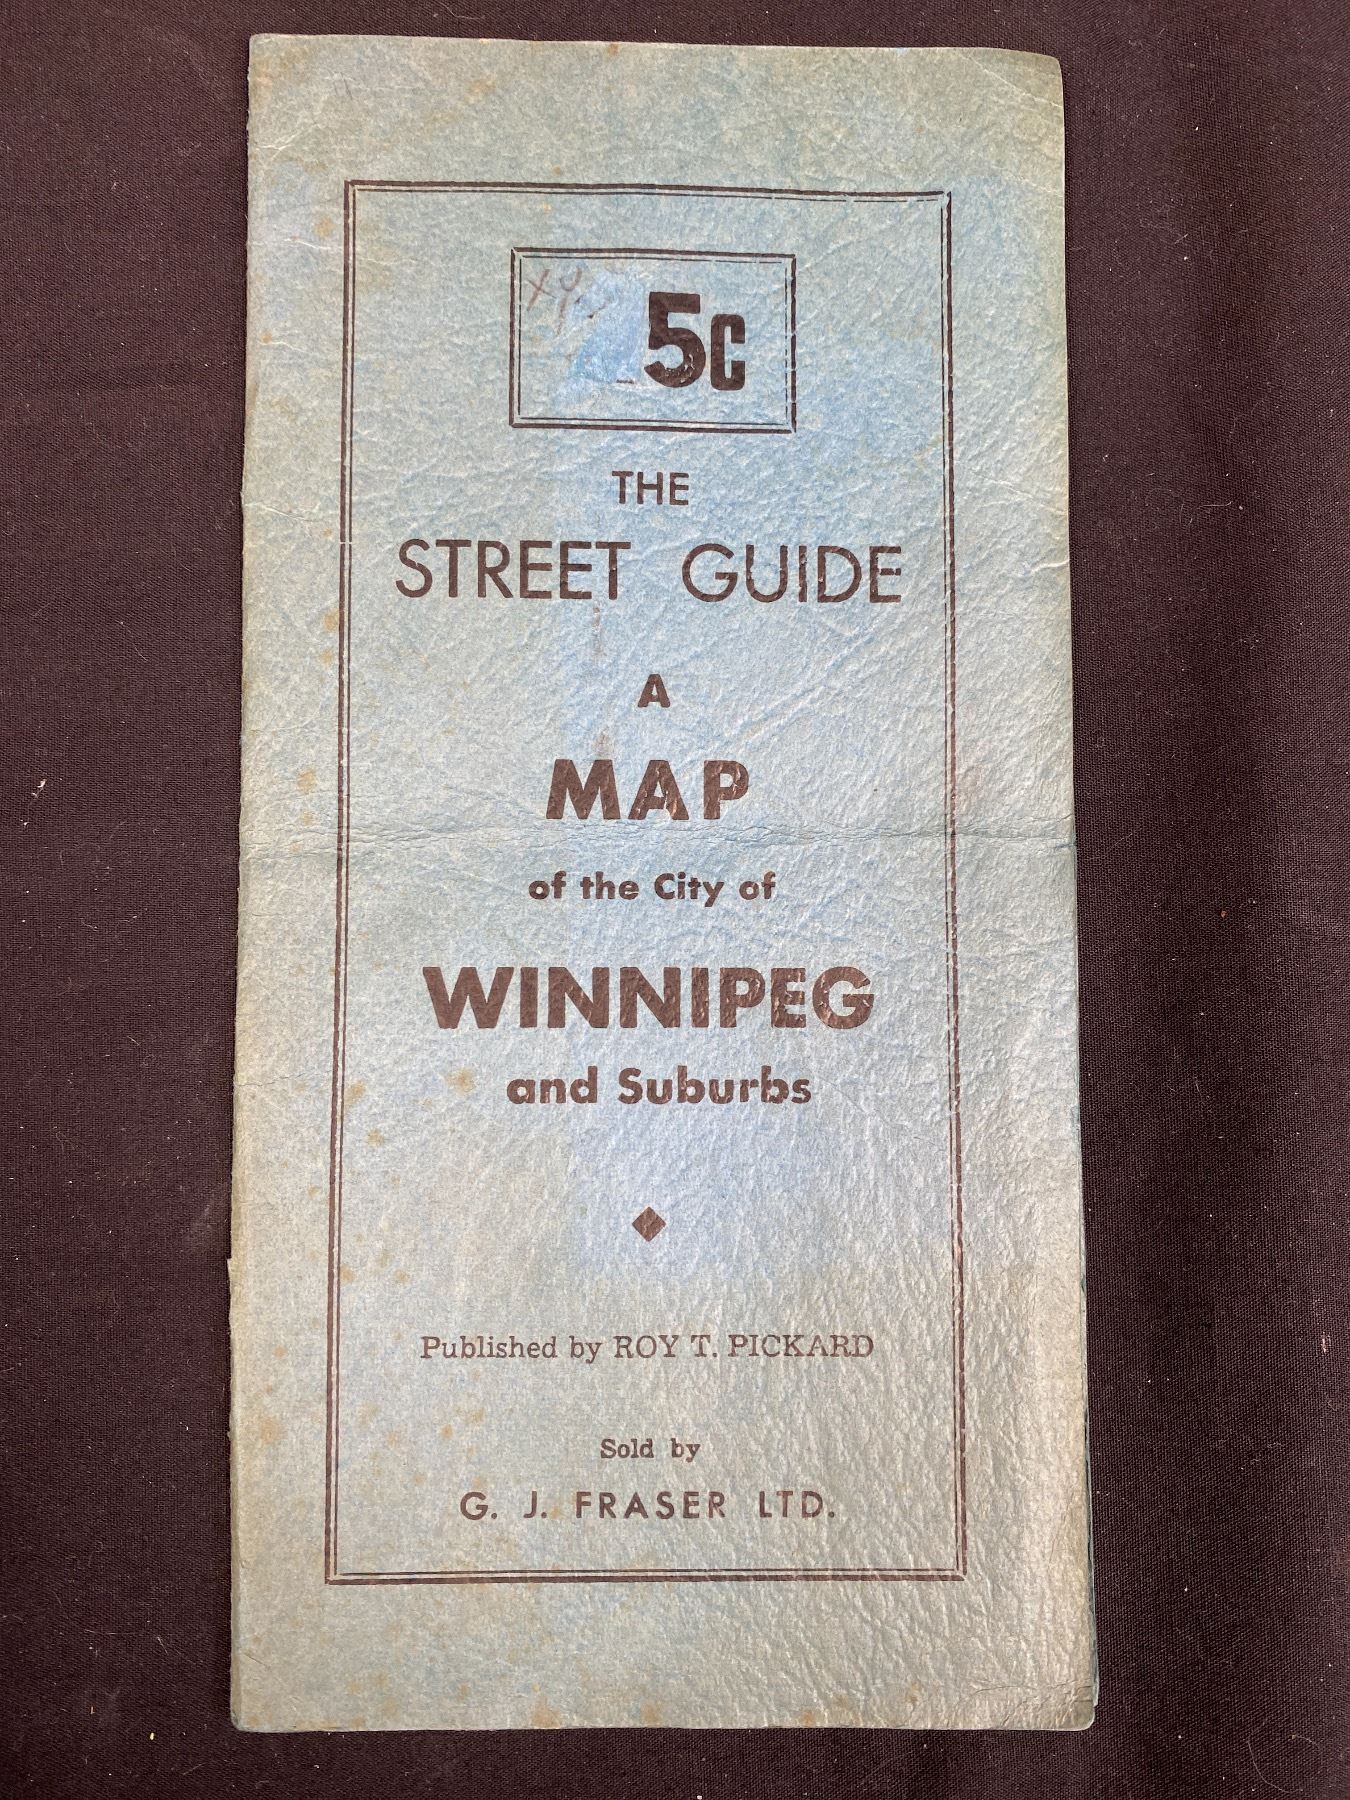 5c
THE
STREET GUIDE
A
MAP
of the City of
WINNIPEG
and Suburbs
Published by ROY T. PICKARD
Sold by
G. J. FRASER LTD.